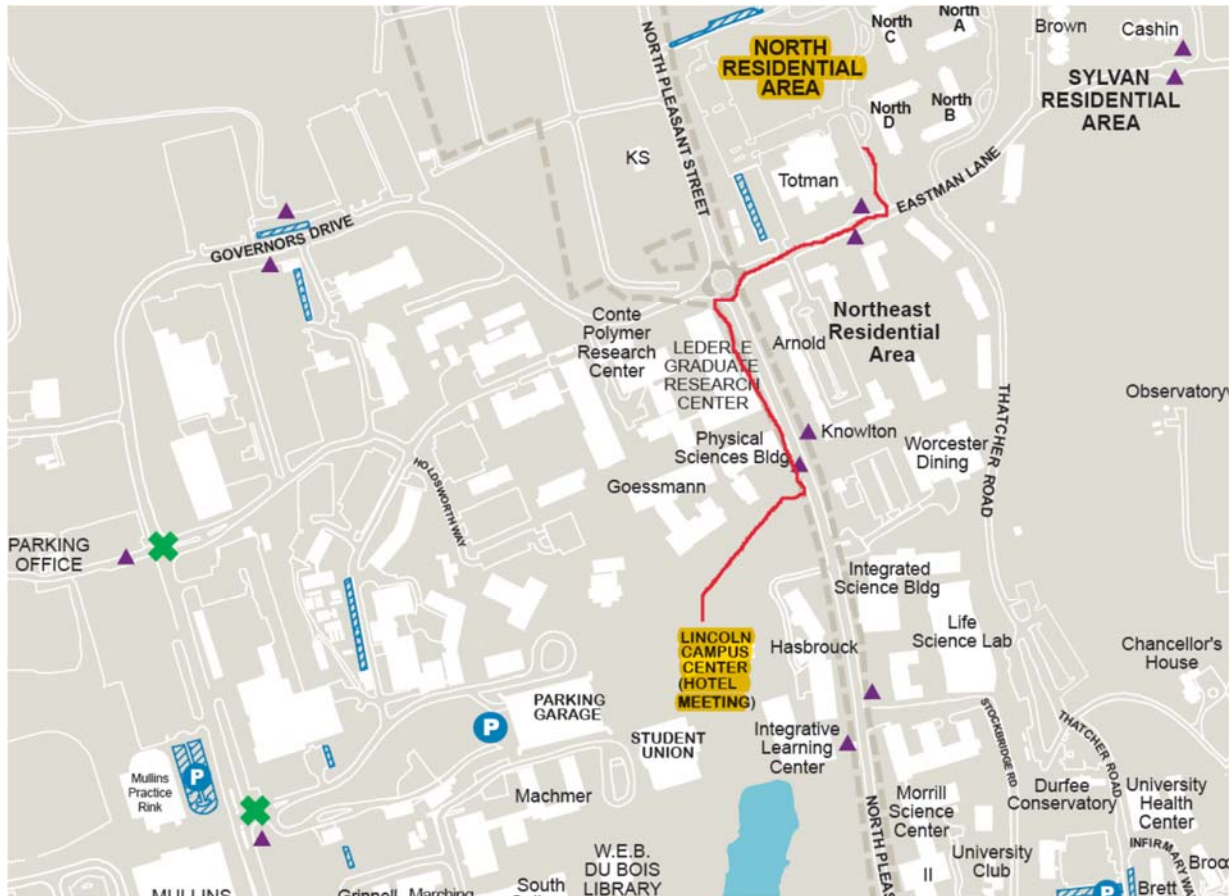 NORTH PLEASANT STREET
NORTH
RESIDENTIAL
AREA
North
C
North
A
Brown
Cashin
SYLVAN
RESIDENTIAL
AREA
North
D
North
B
KS
Totman
EASTMAN LANE
GOVERNORS DRIVE
Conte
Polymer
Research
Center
LEDERLE
GRADUATE
RESEARCH
CENTER
Arnold
Northeast
Residential
Area
THATCHER ROAD
Observatory
Physical
Sciences Bldg
Knowlton
Worcester
Dining
Goessmann
HOLDSWORTH WAY
PARKING
OFFICE
Integrated
Science Bldg
Life
Science Lab
Hasbrouck
LINCOLN
CAMPUS
CENTER
(HOTEL
MEETING)
Chancellor's
House
PARKING
GARAGE
P
STUDENT
UNION
Integrative
Learning
Center
STOCKBRIDGE RD
THATCHER ROAD
Mullins
Practice
Rink
P
Machmer
Morrill
Science
Center
II
Durfee
Conservatory
University
Health
Center
INFIRMARY WAY
University
Club
NORTH PLEAS
W.E.B.
DU BOIS
LIBRARY
South
MULLINS
Grinnell
Marching
P
Brett
Broo